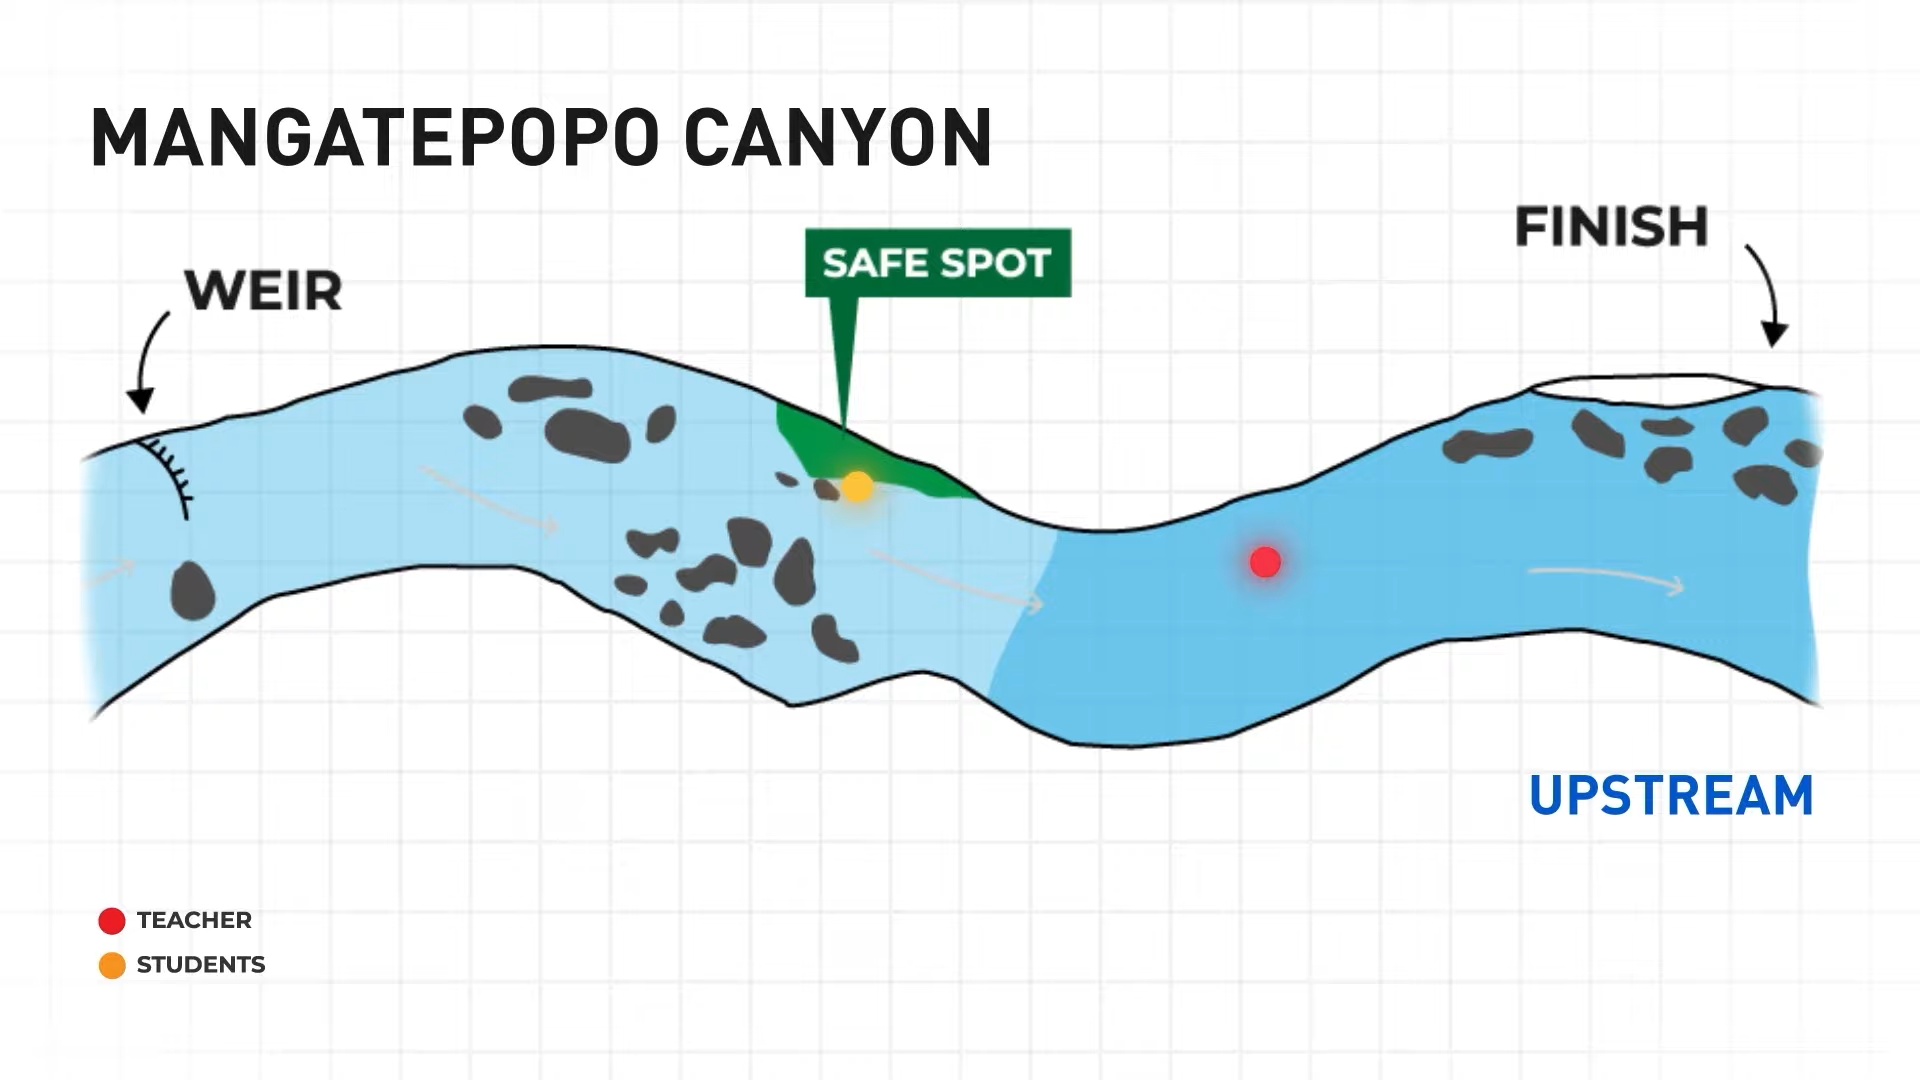 MANGATEPOPO CANYON
FINISH
SAFE SPOT
WEIR
UPSTREAM
TEACHER
STUDENTS